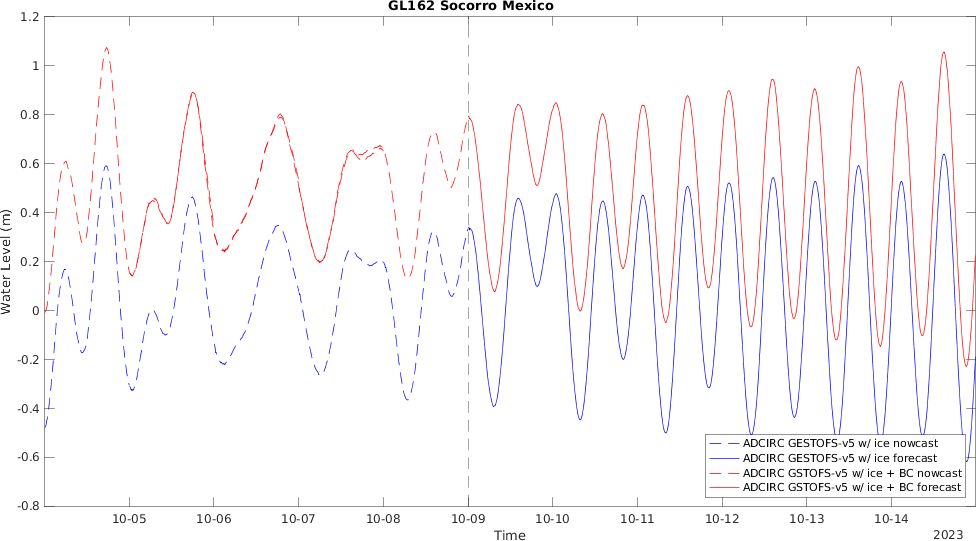 GL162 Socorro Mexico
1.2
1
0.8
0.6
0.4
0.2
0
-0.2
-0.4
-0.6
-0.8
Water Level (m)
ADCIRC GESTOFS-v5 w/ ice nowcast
ADCIRC GESTOFS-v5 w/ ice forecast
ADCIRC GSTOFS-v5 w/ ice + BC nowcast
ADCIRC GSTOFS-v5 w/ ice + BC forecast
10-05 10-06 10-07 10-08 10-09 10-10 10-11 10-12 10-13 10-14
Time
2023